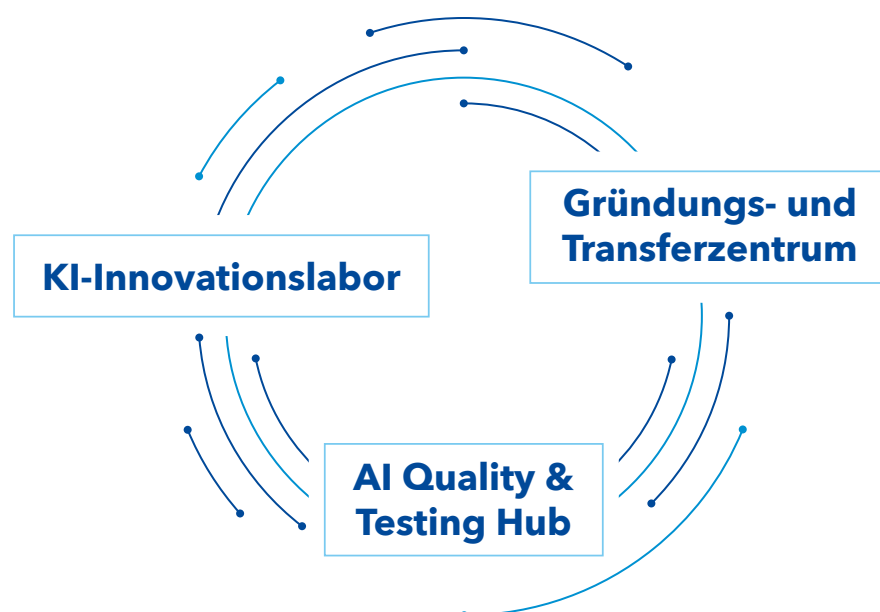 Gründungs- und
Transferzentrum
KI-Innovationslabor
AI Quality &
Testing Hub